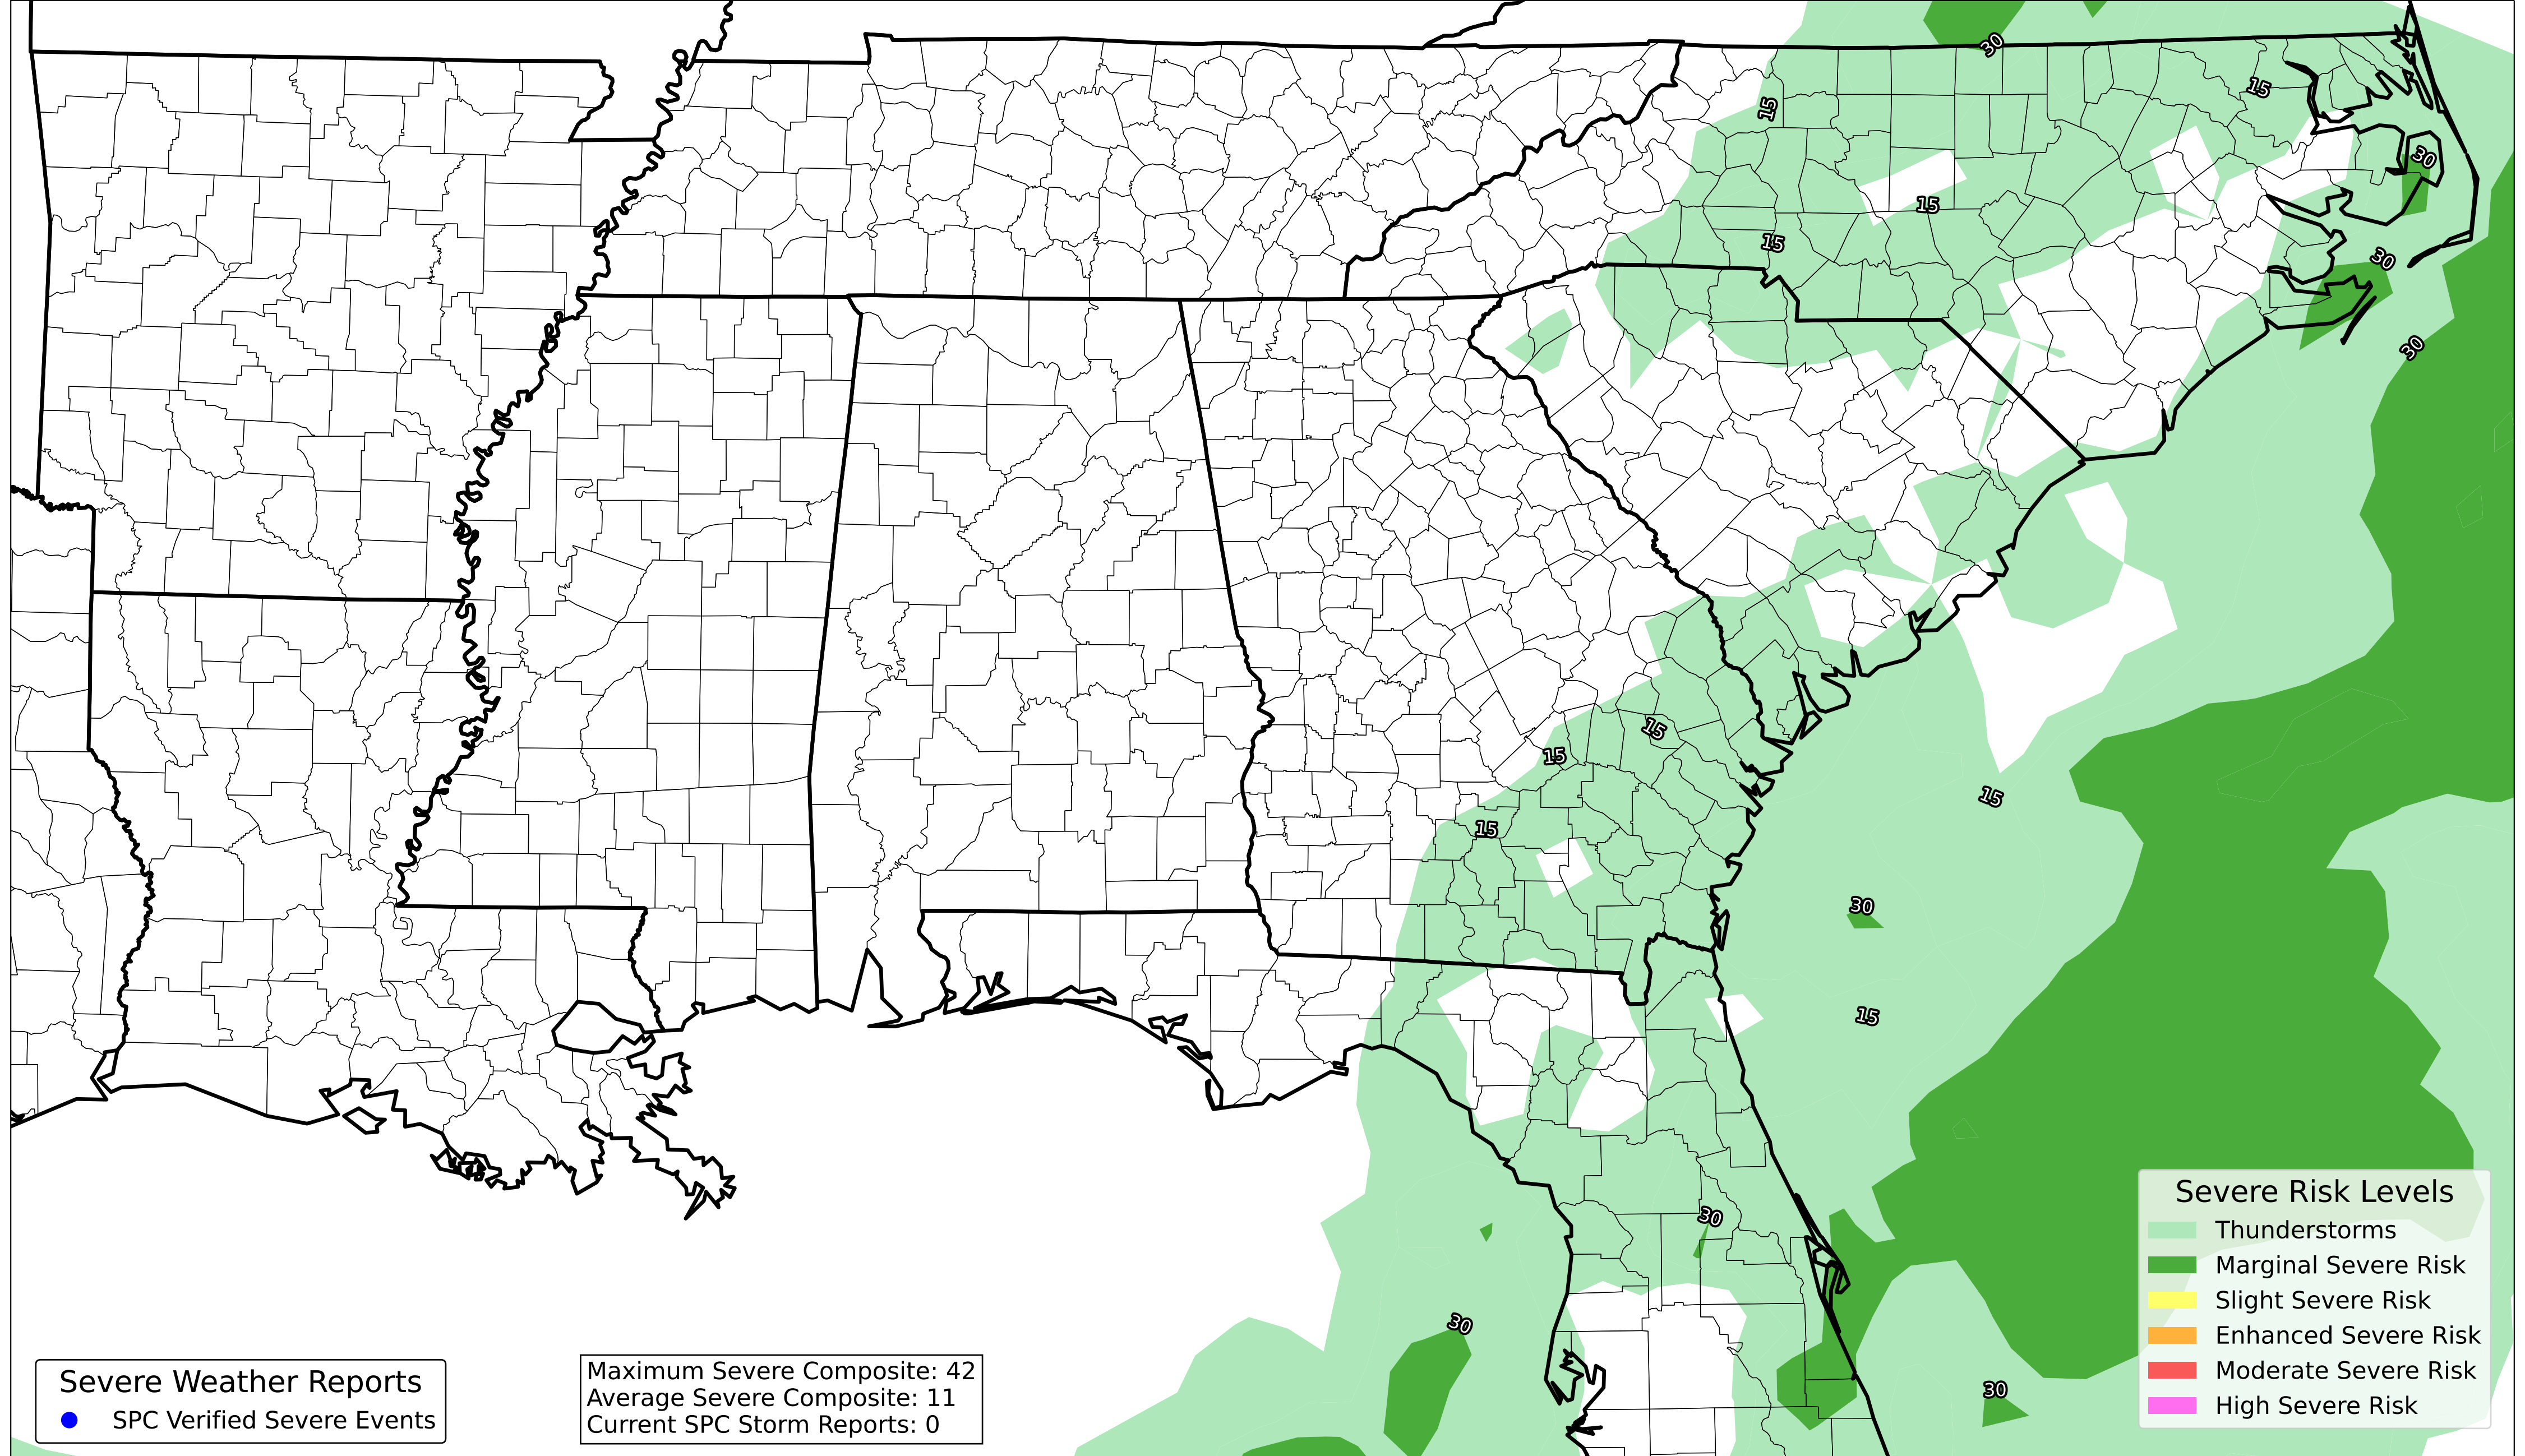 30
15
15
30
15
15
30
30
15
15
15
15
30
15
30
30
30
Severe Risk Levels
Thunderstorms
Marginal Severe Risk
Slight Severe Risk
Enhanced Severe Risk
Moderate Severe Risk
High Severe Risk
Severe Weather Reports
SPC Verified Severe Events
Maximum Severe Composite: 42
Average Severe Composite: 11
Current SPC Storm Reports: 0